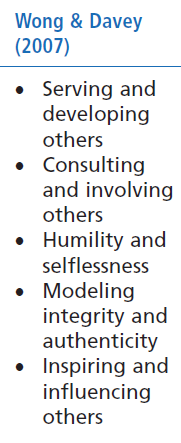 Wong & Davey
(2007)
• Serving and
developing
others
• Consulting
and involving
others
• Humility and
selflessness
• Modeling
integrity and
authenticity
• Inspiring and
influencing
others